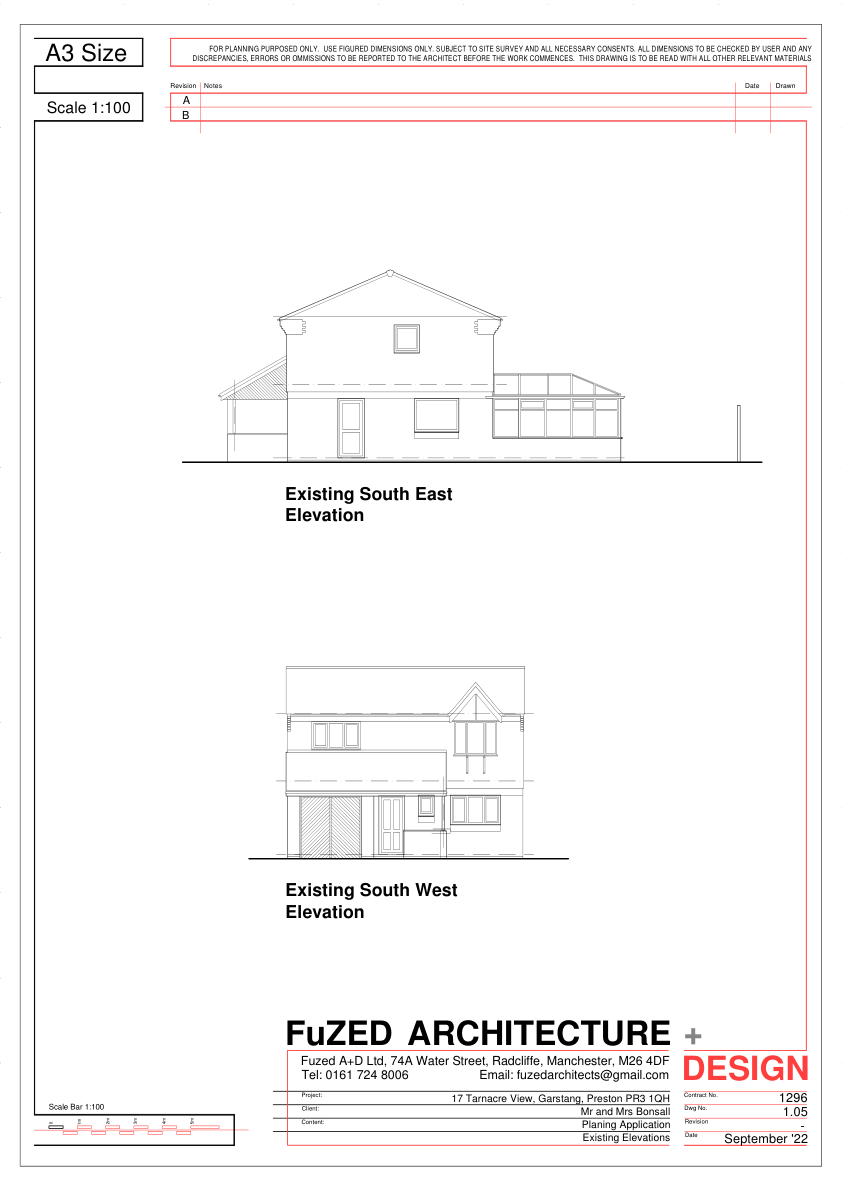 A3 Size
FOR PLANNING PURPOSED ONLY. USE FIGURED DIMENSIONS ONLY. SUBJECT TO SITE SURVEY AND ALL NECESSARY CONSENTS. ALL DIMENSIONS TO BE CHECKED BY USER AND ANY
DISCREPANCIES, ERRORS OR OMMISSIONS TO BE REPORTED TO THE ARCHITECT BEFORE THE WORK COMMENCES. THIS DRAWING IS TO BE READ WITH ALL OTHER RELEVANT MATERIALS
Revision Notes Date Drawn
Scale 1:100
A
B
Existing South East
Elevation
Existing South West
Elevation
FuZED ARCHITECTURE +
DESIGN
Fuzed A+D Ltd, 74A Water Street, Radcliffe, Manchester, M26 4DF
Tel: 0161 724 8006 Email: fuzedarchitects@gmail.com
Project: 17 Tarnacre View, Garstang, Preston PR3 1QH
Client: Mr and Mrs Bonsall
Content: Planing Application
Existing Elevations
Contract No. 1296
Dwg No. 1.05
Revision -
Date September '22
Scale Bar 1:100
0 1m 2m 3m 4m 5m